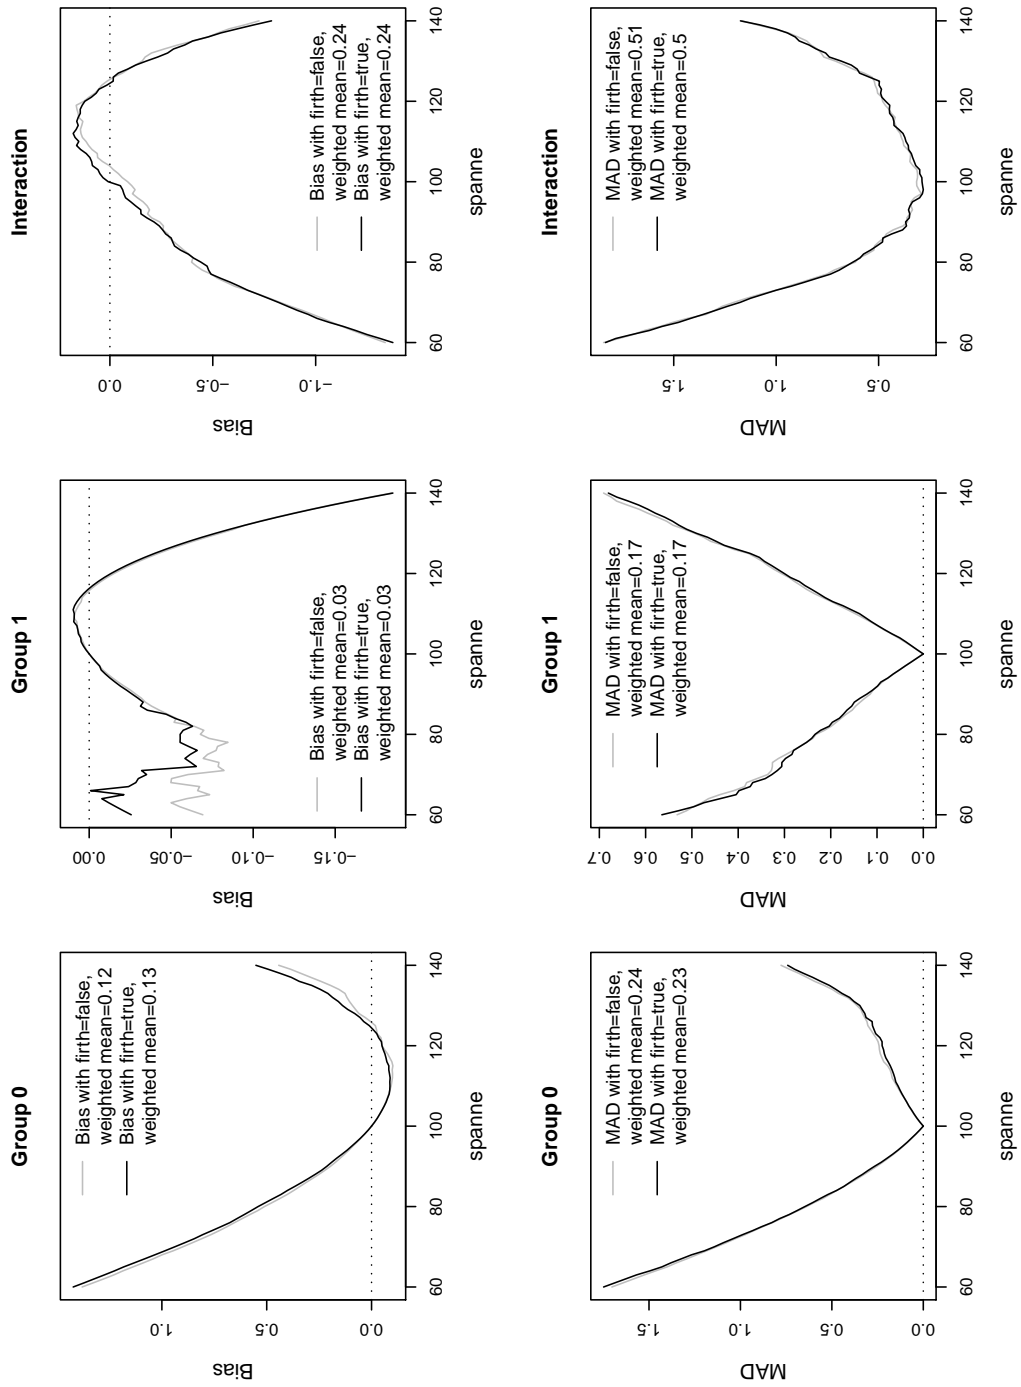 Group 0
Bias
0.0
0.5
1.0
Bias with firth=false,
weighted mean=0.12
Bias with firth=true,
weighted mean=0.13
60
80
100
120
140
spanne
Group 1
Bias
0.00
−0.05
−0.10
−0.15
Bias with firth=false,
weighted mean=0.03
Bias with firth=true,
weighted mean=0.03
60
80
100
120
140
spanne
Interaction
Bias
0.0
−0.5
−1.0
Bias with firth=false,
weighted mean=0.24
Bias with firth=true,
weighted mean=0.24
60
80
100
120
140
spanne
Group 0
MAD
1.5
1.0
0.5
0.0
MAD with firth=false,
weighted mean=0.24
MAD with firth=true,
weighted mean=0.23
60
80
100
120
140
spanne
Group 1
MAD
0.7
0.6
0.5
0.4
0.3
0.2
0.1
0.0
MAD with firth=false,
weighted mean=0.17
MAD with firth=true,
weighted mean=0.17
60
80
100
120
140
spanne
Interaction
MAD
1.5
1.0
0.5
MAD with firth=false,
weighted mean=0.51
MAD with firth=true,
weighted mean=0.5
60
80
100
120
140
spanne